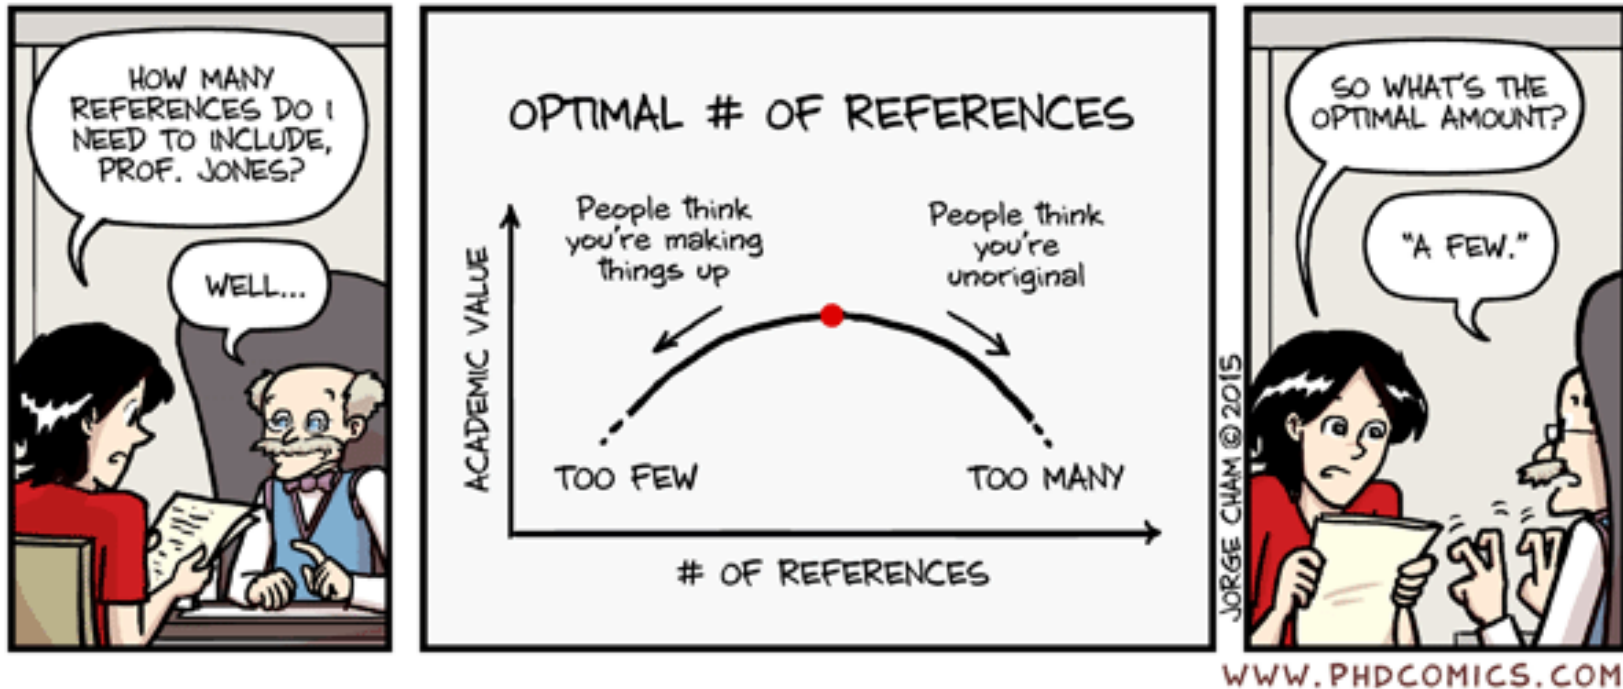 HOW MANY
REFERENCES DO I
NEED TO INCLUDE,
PROF. JONES?
WELL...
OPTIMAL # OF REFERENCES
People think
you're making
things up
People think
you're
unoriginal
ACADEMIC VALUE
TOO FEW
TOO MANY
# OF REFERENCES
JORGE CHAM © 2015
SO WHAT'S THE
OPTIMAL AMOUNT?
"A FEW."
WWW.PHDCOMICS.COM